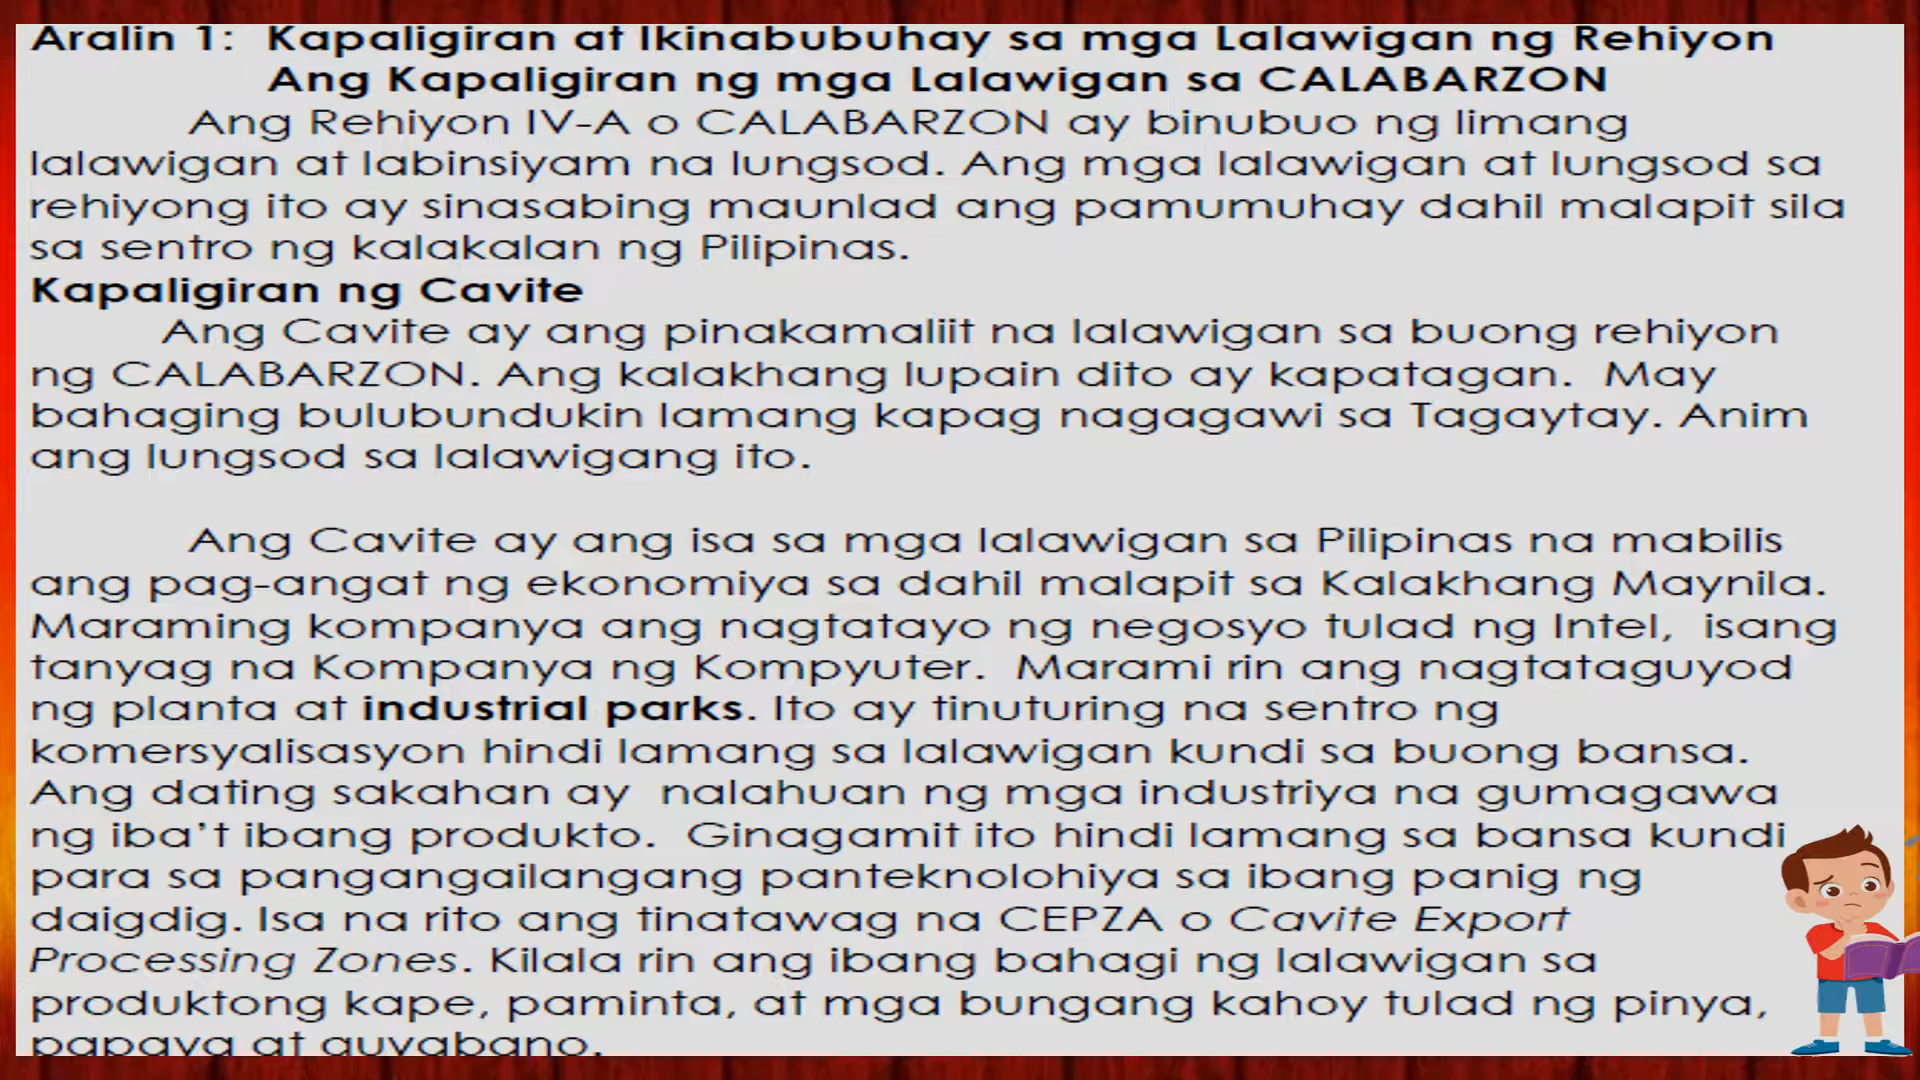 Aralin 1: Kapaligiran at Ikinabubuhay sa mga Lalawigan ng Rehiyon
Ang Kapaligiran ng mga Lalawigan sa CALABARZON
Ang Rehiyon IV-A o CALABARZON ay binubuo ng limang
lalawigan at labinsiyam na lungsod. Ang mga lalawigan at lungsod sa
rehiyong ito ay sinasabing maunlad ang pamumuhay dahil malapit sila
sa sentro ng kalakalan ng Pilipinas.
Kapaligiran ng Cavite
Ang Cavite ay ang pinakamaliit na lalawigan sa buong rehiyon
ng CALABARZON. Ang kalakhang lupain dito ay kapatagan. May
bahaging bulubundukin lamang kapag nagagawi sa Tagaytay. Anim
ang lungsod sa lalawigang ito.
Ang Cavite ay ang isa sa mga lalawigan sa Pilipinas na mabilis
ang pag-angat ng ekonomiya sa dahil malapit sa Kalakhang Maynila.
Maraming kompanya ang nagtatayo ng negosyo tulad ng Intel, isang
tanyag na Kompanya ng Kompyuter. Marami rin ang nagtataguyod
ng planta at industrial parks. Ito ay tinuturing na sentro ng
komersyalisasyon hindi lamang sa lalawigan kundi sa buong bansa.
Ang dating sakahan ay nalahuan ng mga industriya na gumagawa
ng iba't ibang produkto. Ginagamit ito hindi lamang sa bansa kundi
para sa pangangailangang panteknolohiya sa ibang panig ng
daigdig. Isa na rito ang tinatawag na CEPZA o Cavite Export
Processing Zones. Kilala rin ang ibang bahagi ng lalawigan sa
produktong kape, paminta, at mga bungang kahoy tulad ng pinya,
papaya at guyabano.